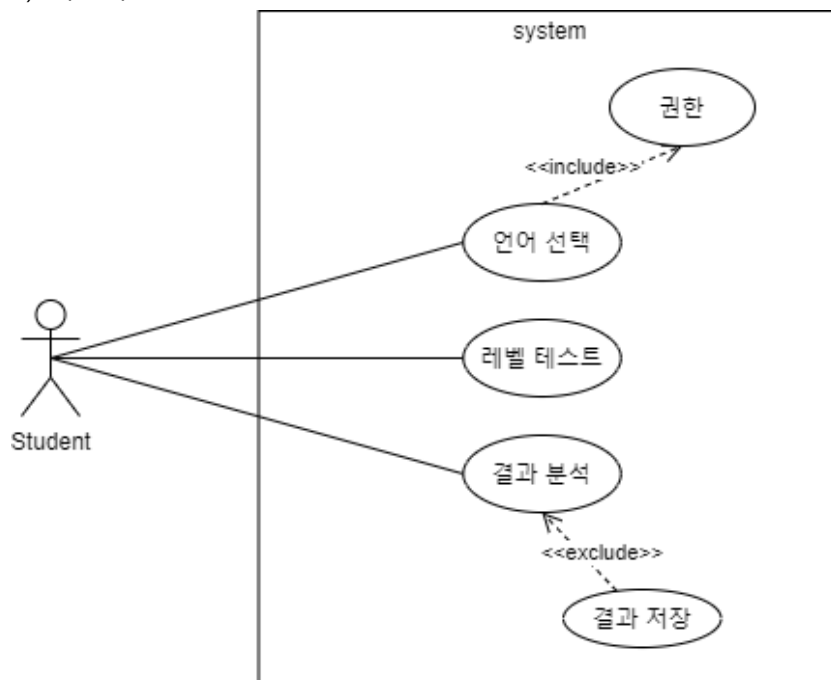 system
권한
<<include>>
언어 선택
레벨 테스트
Student
결과 분석
<<exclude>>
결과 저장